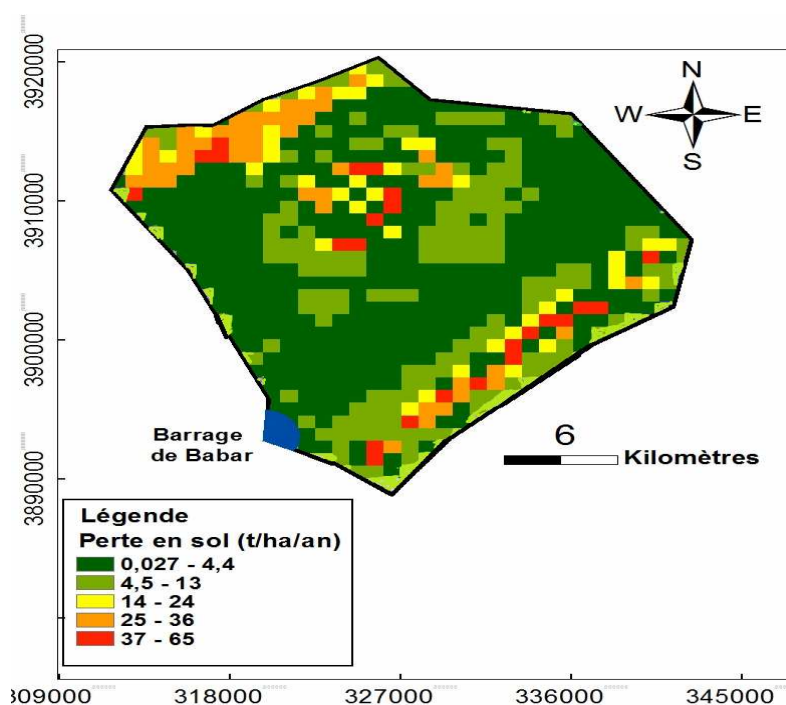 3920000
3910000
3900000
3890000
N
W E
S
Barrage
de Babar
6
Kilomètres
Légende
Perte en sol (t/ha/an)
0,027 - 4,4
4,5 - 13
14 - 24
25 - 36
37 - 65
309000 318000 327000 336000 345000